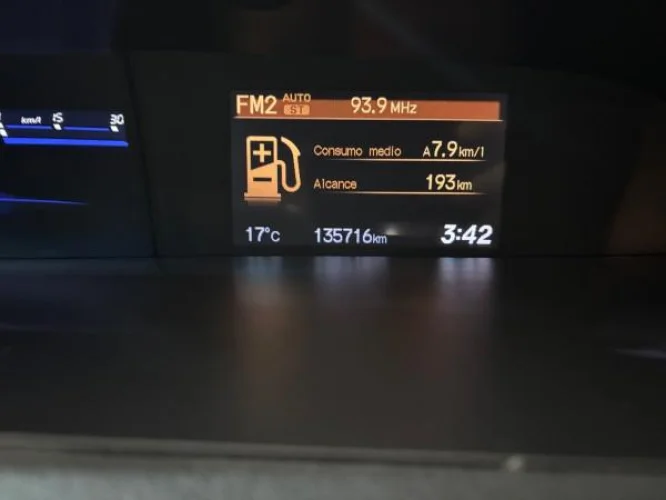 FM2 AUTO ST 93.9 MHz
km/l 15 30
Consumo medio A7.9 km/l
Alcance 193 km
17°C 135716 km 3:42